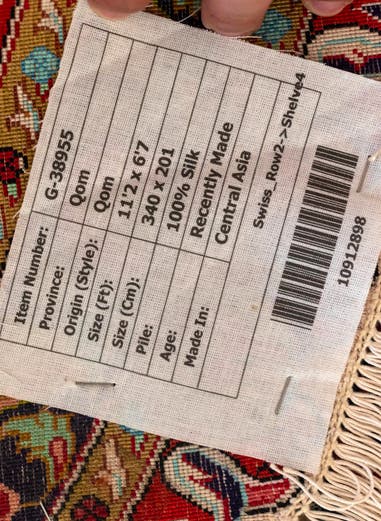 Item Number: G-38955
Province: Qom
Origin (Style): Qom
Size (Ft): 11'2 x 6'7
Size (Cm): 340 x 201
Pile: 100% Silk
Age: Recently Made
Made In: Central Asia
Swiss_Row2->Shelve4
10912898